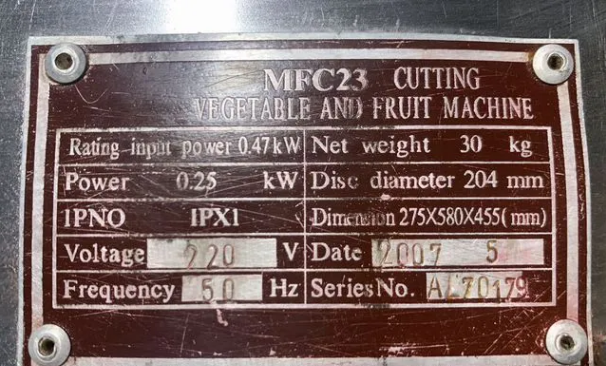 MFC23 CUTTING
VEGETABLE AND FRUIT MACHINE
Rating input power 0.47kW Net weight 30 kg
Power 0.25 kW Disc diameter 204 mm
IPNO IPX1 Dimension 275X580X455(mm)
Voltage 220 V Date 2007 5
Frequency 50 Hz Series No. AL70179